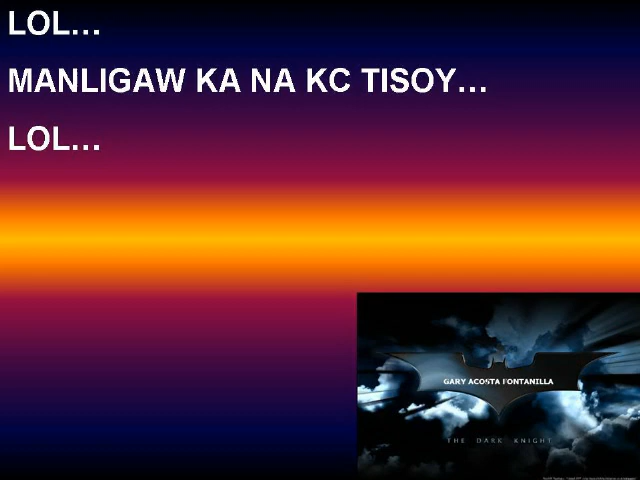 LOL...
MANLIGAW KA NA KC TISOY...
LOL...
GARY ACOSTA FONTANILLA
THE DARK KNIGHT